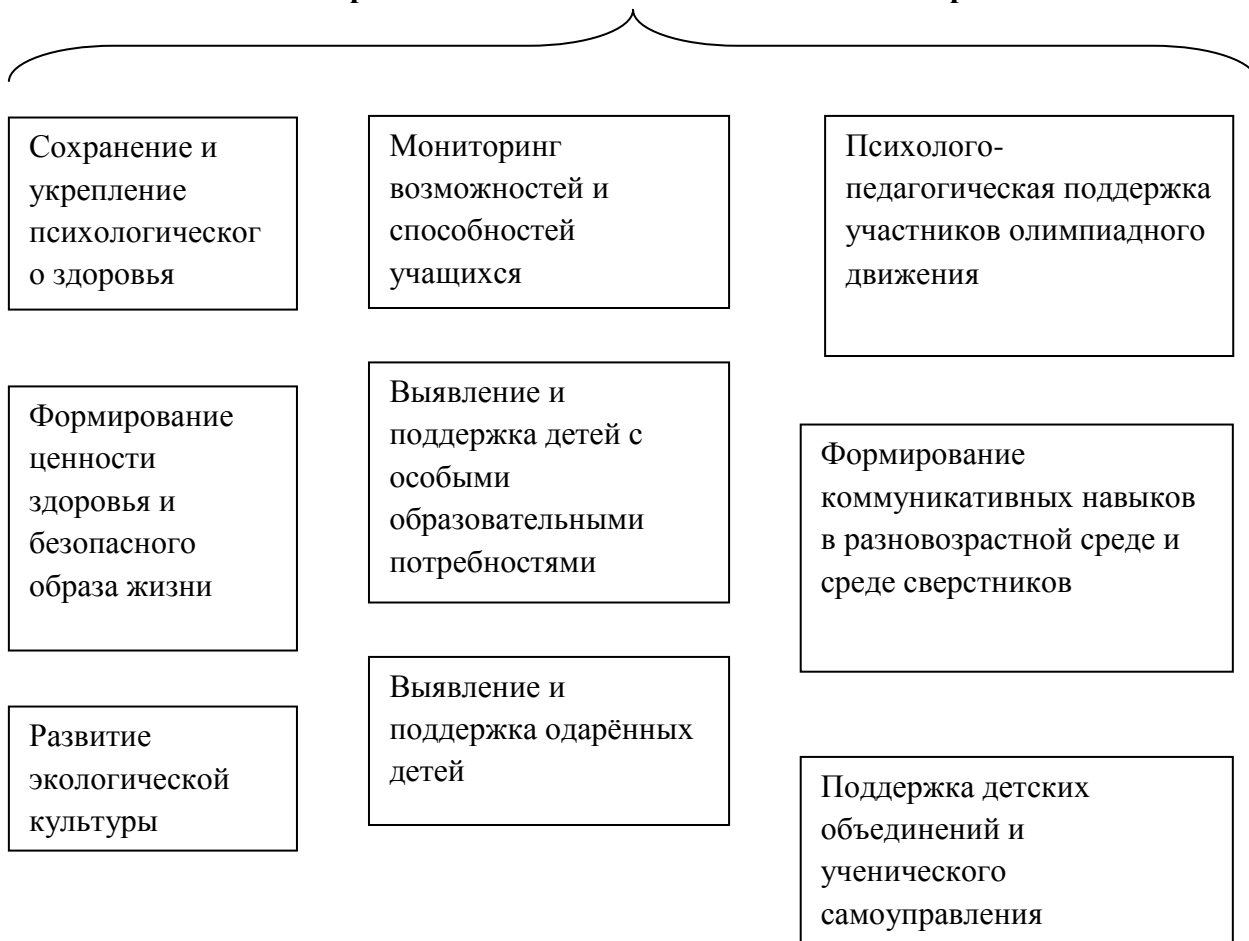 Сохранение и
укрепление
психологическог
о здоровья
Формирование
ценности
здоровья и
безопасного
образа жизни
Развитие
экологической
культуры
Мониторинг
возможностей и
способностей
учащихся
Выявление и
поддержка детей с
особыми
образовательными
потребностями
Выявление и
поддержка одарённых
детей
Психолого-
педагогическая поддержка
участников олимпиадного
движения
Формирование
коммуникативных навыков
в разновозрастной среде и
среде сверстников
Поддержка детских
объединений и
ученического
самоуправления